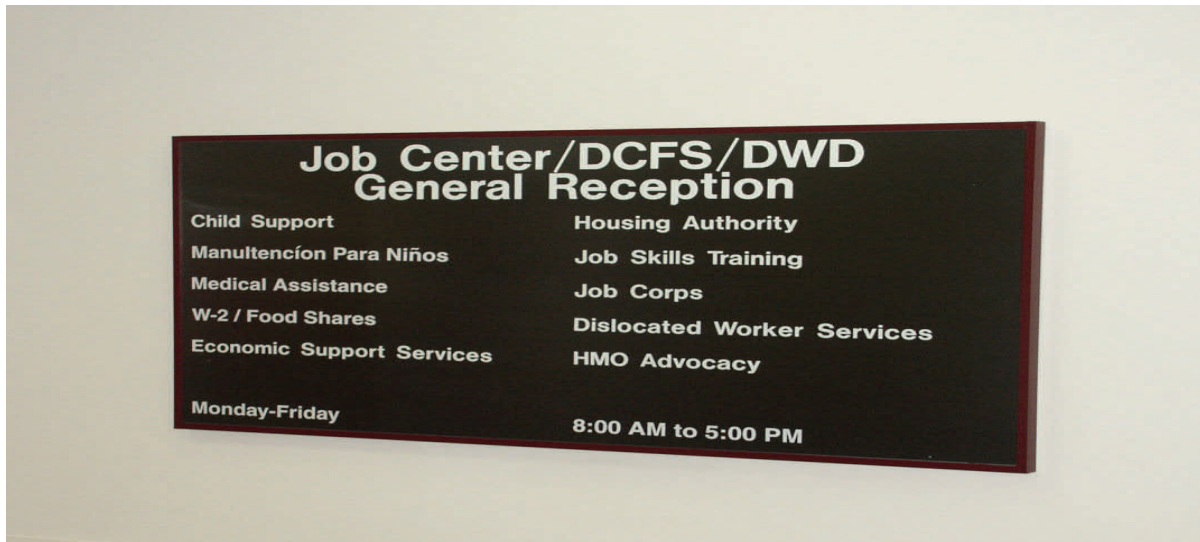 Job Center/DCFS/DWD
General Reception
Child Support
Manultencíon Para Niños
Medical Assistance
W-2 / Food Shares
Economic Support Services
Monday-Friday
Housing Authority
Job Skills Training
Job Corps
Dislocated Worker Services
HMO Advocacy
8:00 AM to 5:00 PM